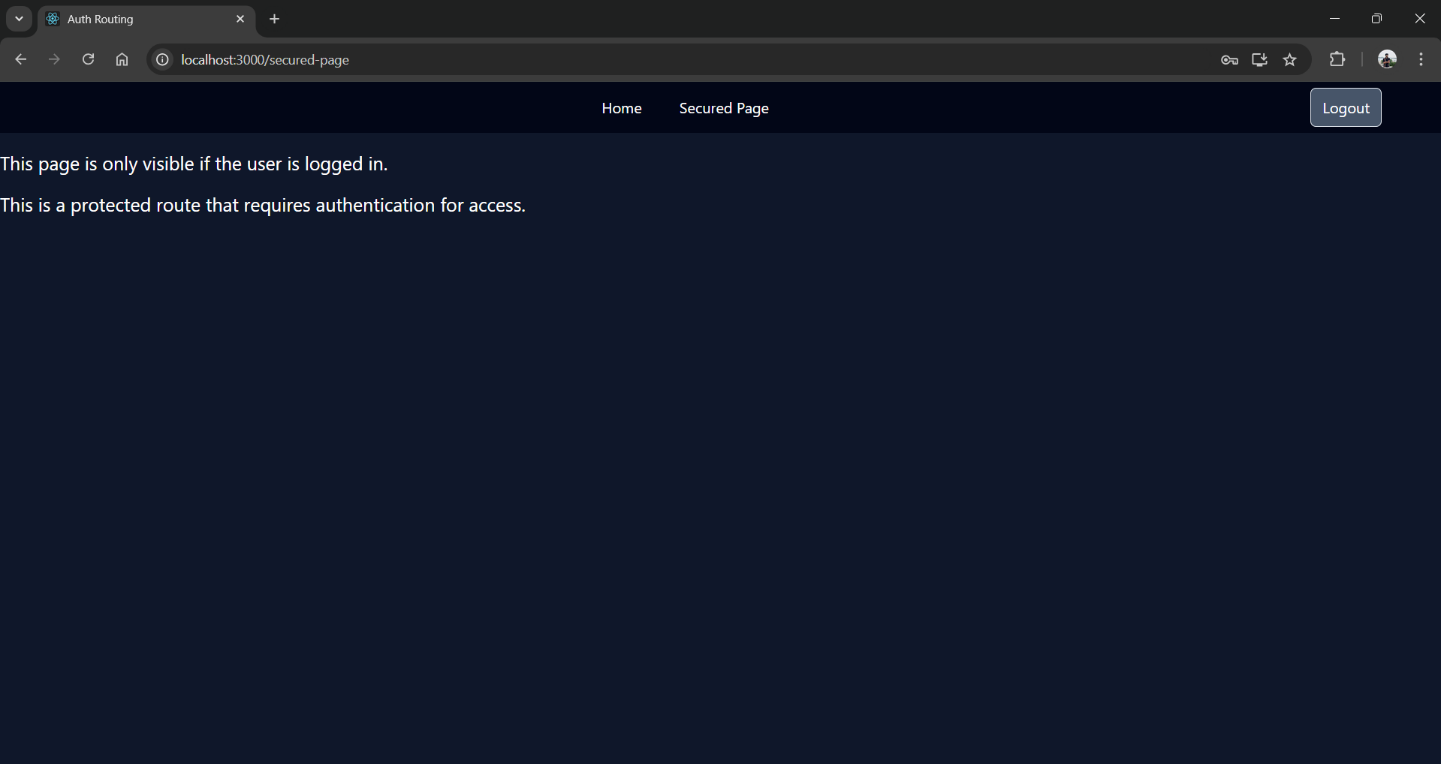 Auth Routing
localhost:3000/secured-page
Home Secured Page Logout
This page is only visible if the user is logged in.
This is a protected route that requires authentication for access.